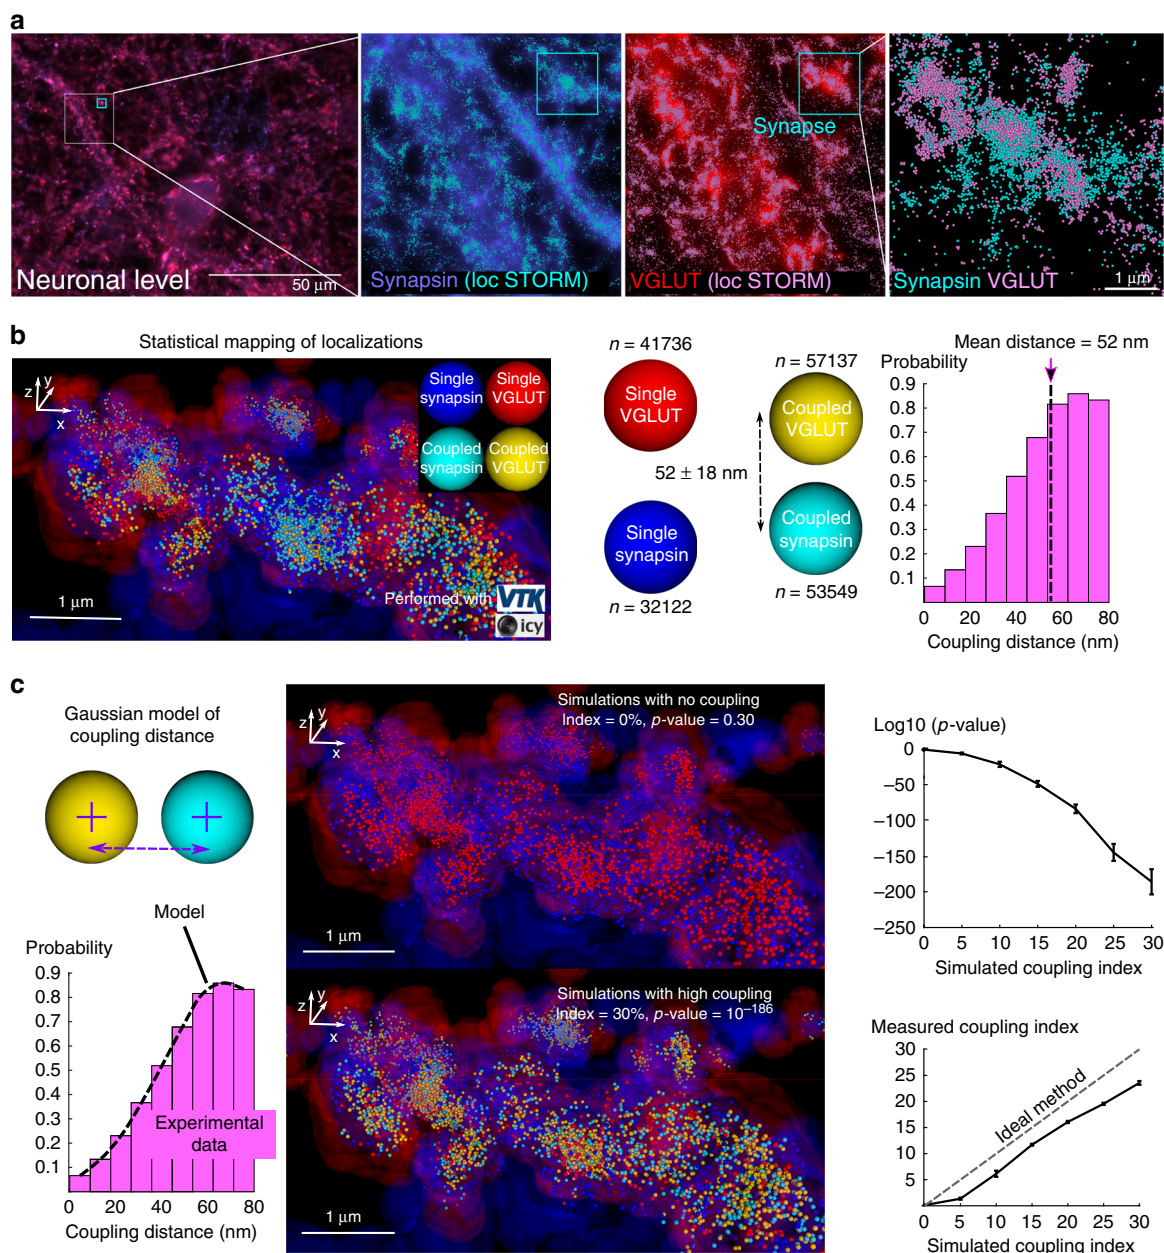 a
Neuronal level
50 μm
Synapsin (loc STORM)
Synapse
VGLUT (loc STORM)
Synapsin VGLUT
1 μm
b
Statistical mapping of localizations
y
z
x
Single synapsin
Single VGLUT
Coupled synapsin
Coupled VGLUT
1 μm
Performed with VTK
icy
n = 41736
Single VGLUT
n = 57137
Coupled VGLUT
52 ± 18 nm
Single synapsin
n = 32122
Coupled synapsin
n = 53549
Mean distance = 52 nm
Probability
0.9
0.8
0.7
0.6
0.5
0.4
0.3
0.2
0.1
0 20 40 60 80
Coupling distance (nm)
c
Gaussian model of
coupling distance
Model
Probability
0.9
0.8
0.7
0.6
0.5
0.4
0.3
0.2
0.1
Experimental
data
0 20 40 60 80
Coupling distance (nm)
Simulations with no coupling
Index = 0%, p-value = 0.30
y
z
x
1 μm
Simulations with high coupling
Index = 30%, p-value = 10−186
y
z
x
1 μm
Log10 (p-value)
0
−50
−100
−150
−200
−250
0 5 10 15 20 25 30
Simulated coupling index
Measured coupling index
30
25
20
15
10
5
Ideal method
0 5 10 15 20 25 30
Simulated coupling index